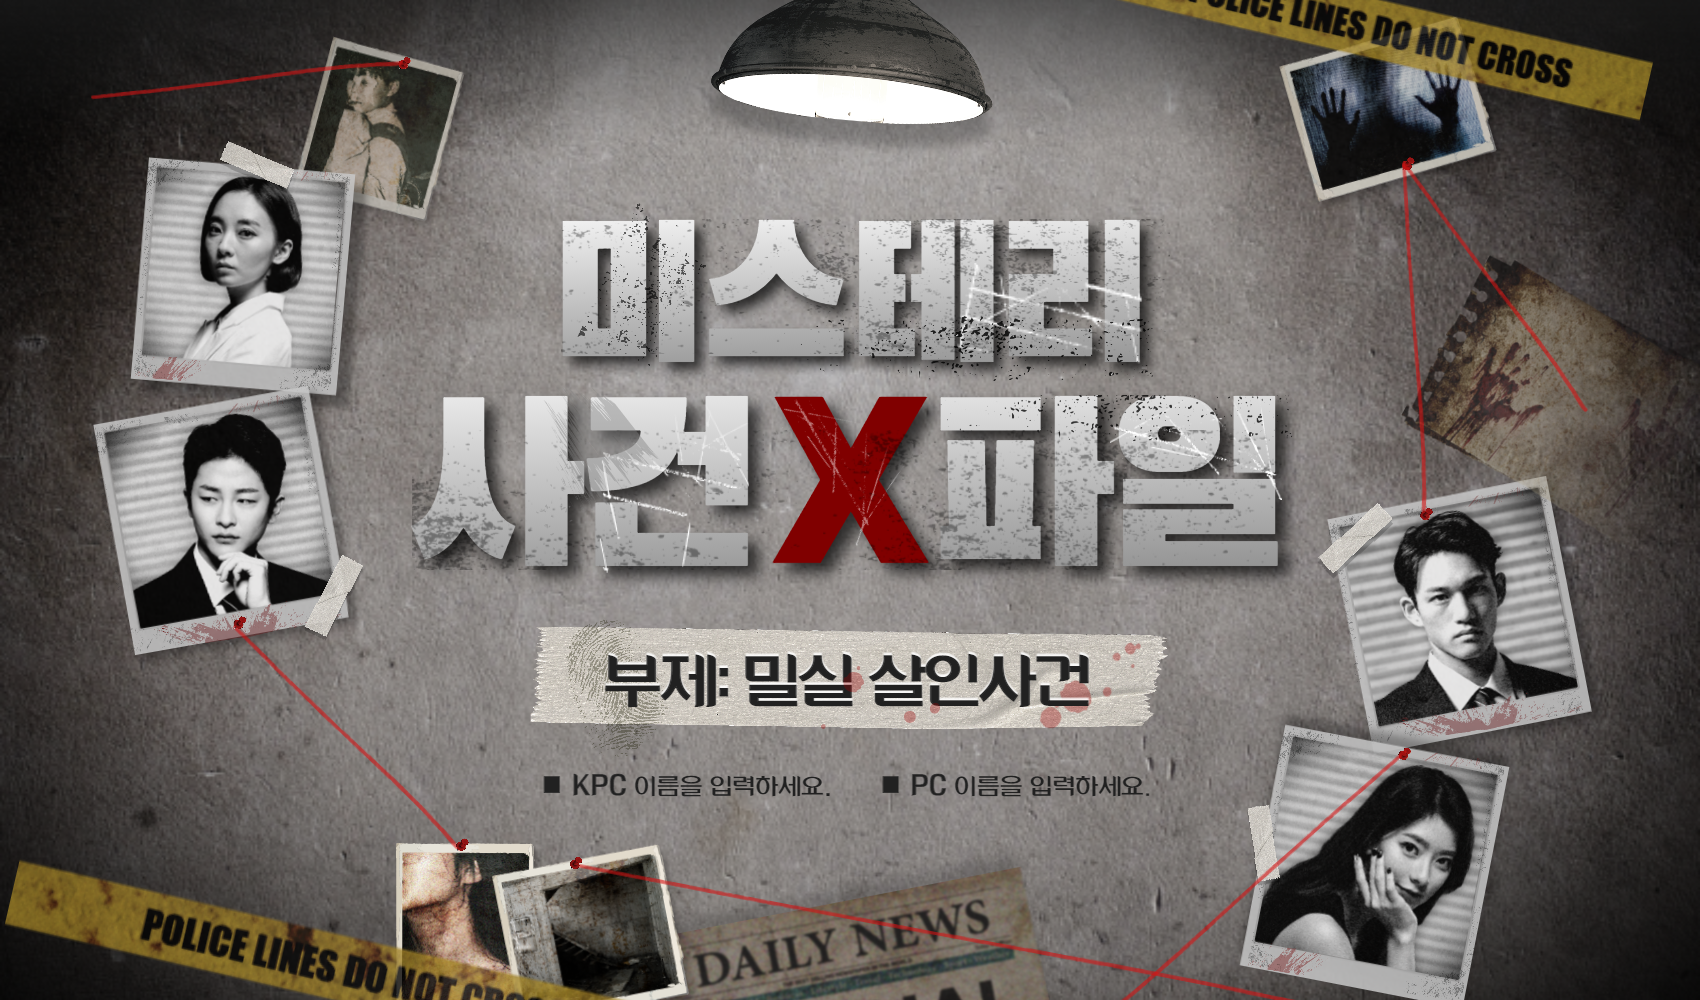 LINES DO NOT CROSS
미스테리
사건X파일
부제: 밀실 살인사건
■ KPC 이름을 입력하세요.
■ PC 이름을 입력하세요.
DAILY NEWS
POLICE LINES DO NOT